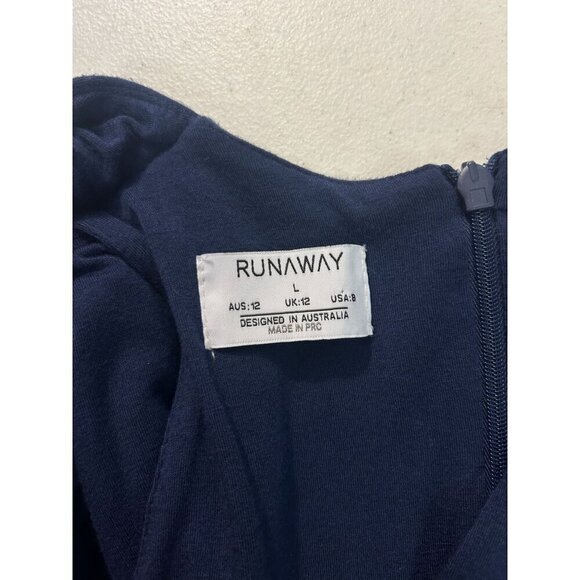 RUNAWAY
L
AUS:12 UK:12 USA:8
DESIGNED IN AUSTRALIA
MADE IN PRC